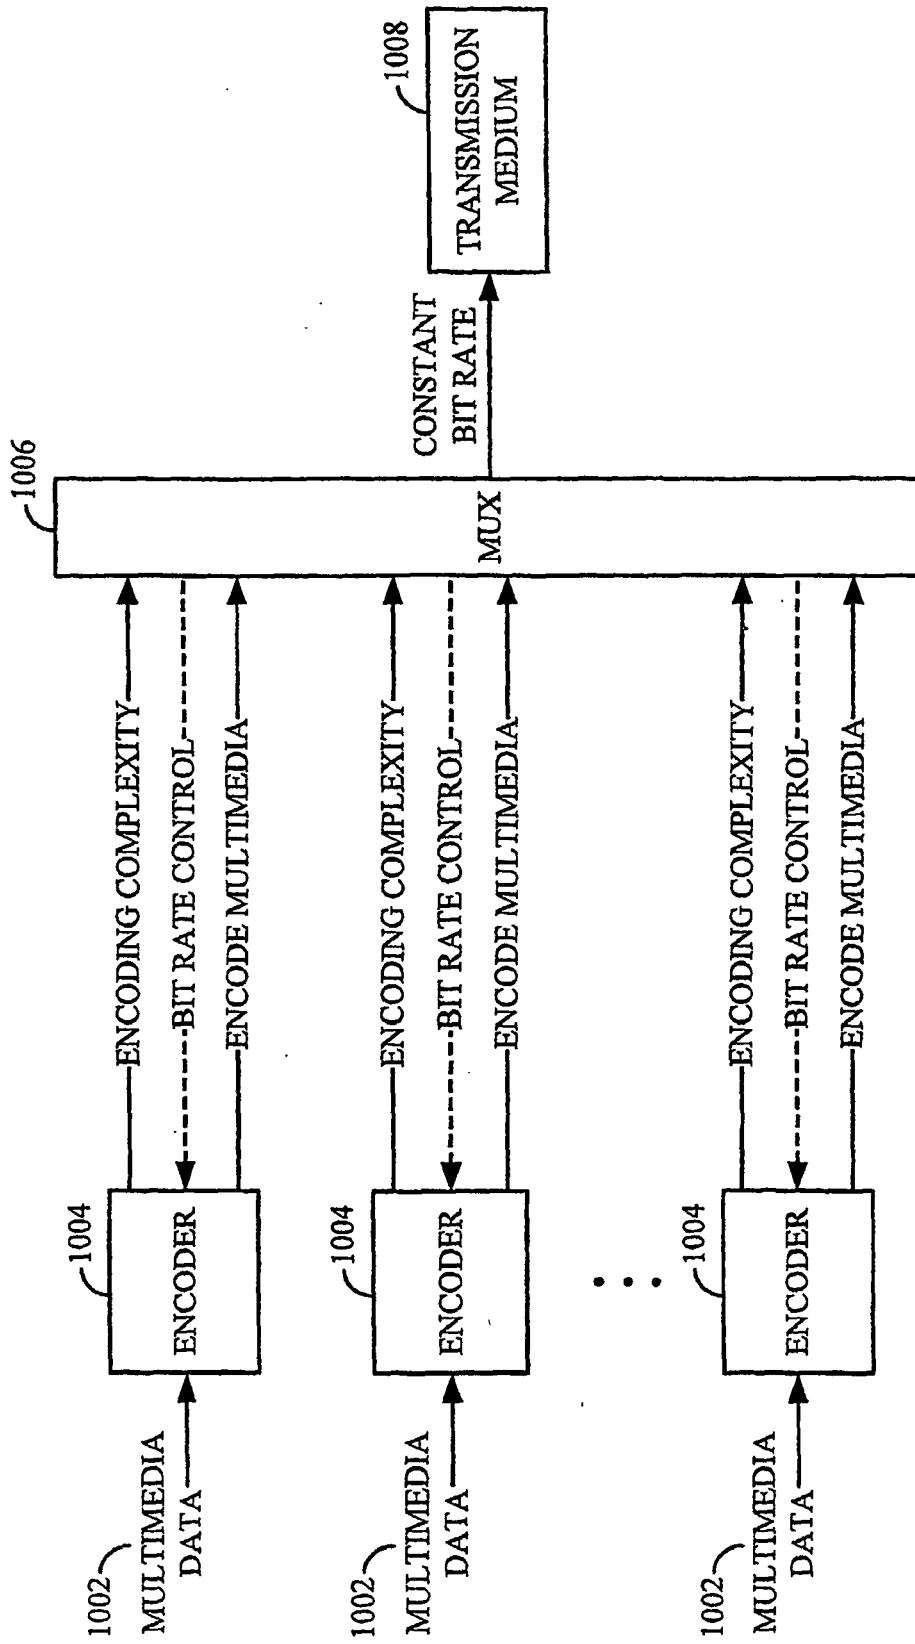 1002
MULTIMEDIA
DATA
1004
ENCODER
ENCODING COMPLEXITY
BIT RATE CONTROL
ENCODE MULTIMEDIA
1002
MULTIMEDIA
DATA
1004
ENCODER
ENCODING COMPLEXITY
BIT RATE CONTROL
ENCODE MULTIMEDIA
1002
MULTIMEDIA
DATA
1004
ENCODER
ENCODING COMPLEXITY
BIT RATE CONTROL
ENCODE MULTIMEDIA
1006
MUX
CONSTANT
BIT RATE
1008
TRANSMISSION
MEDIUM